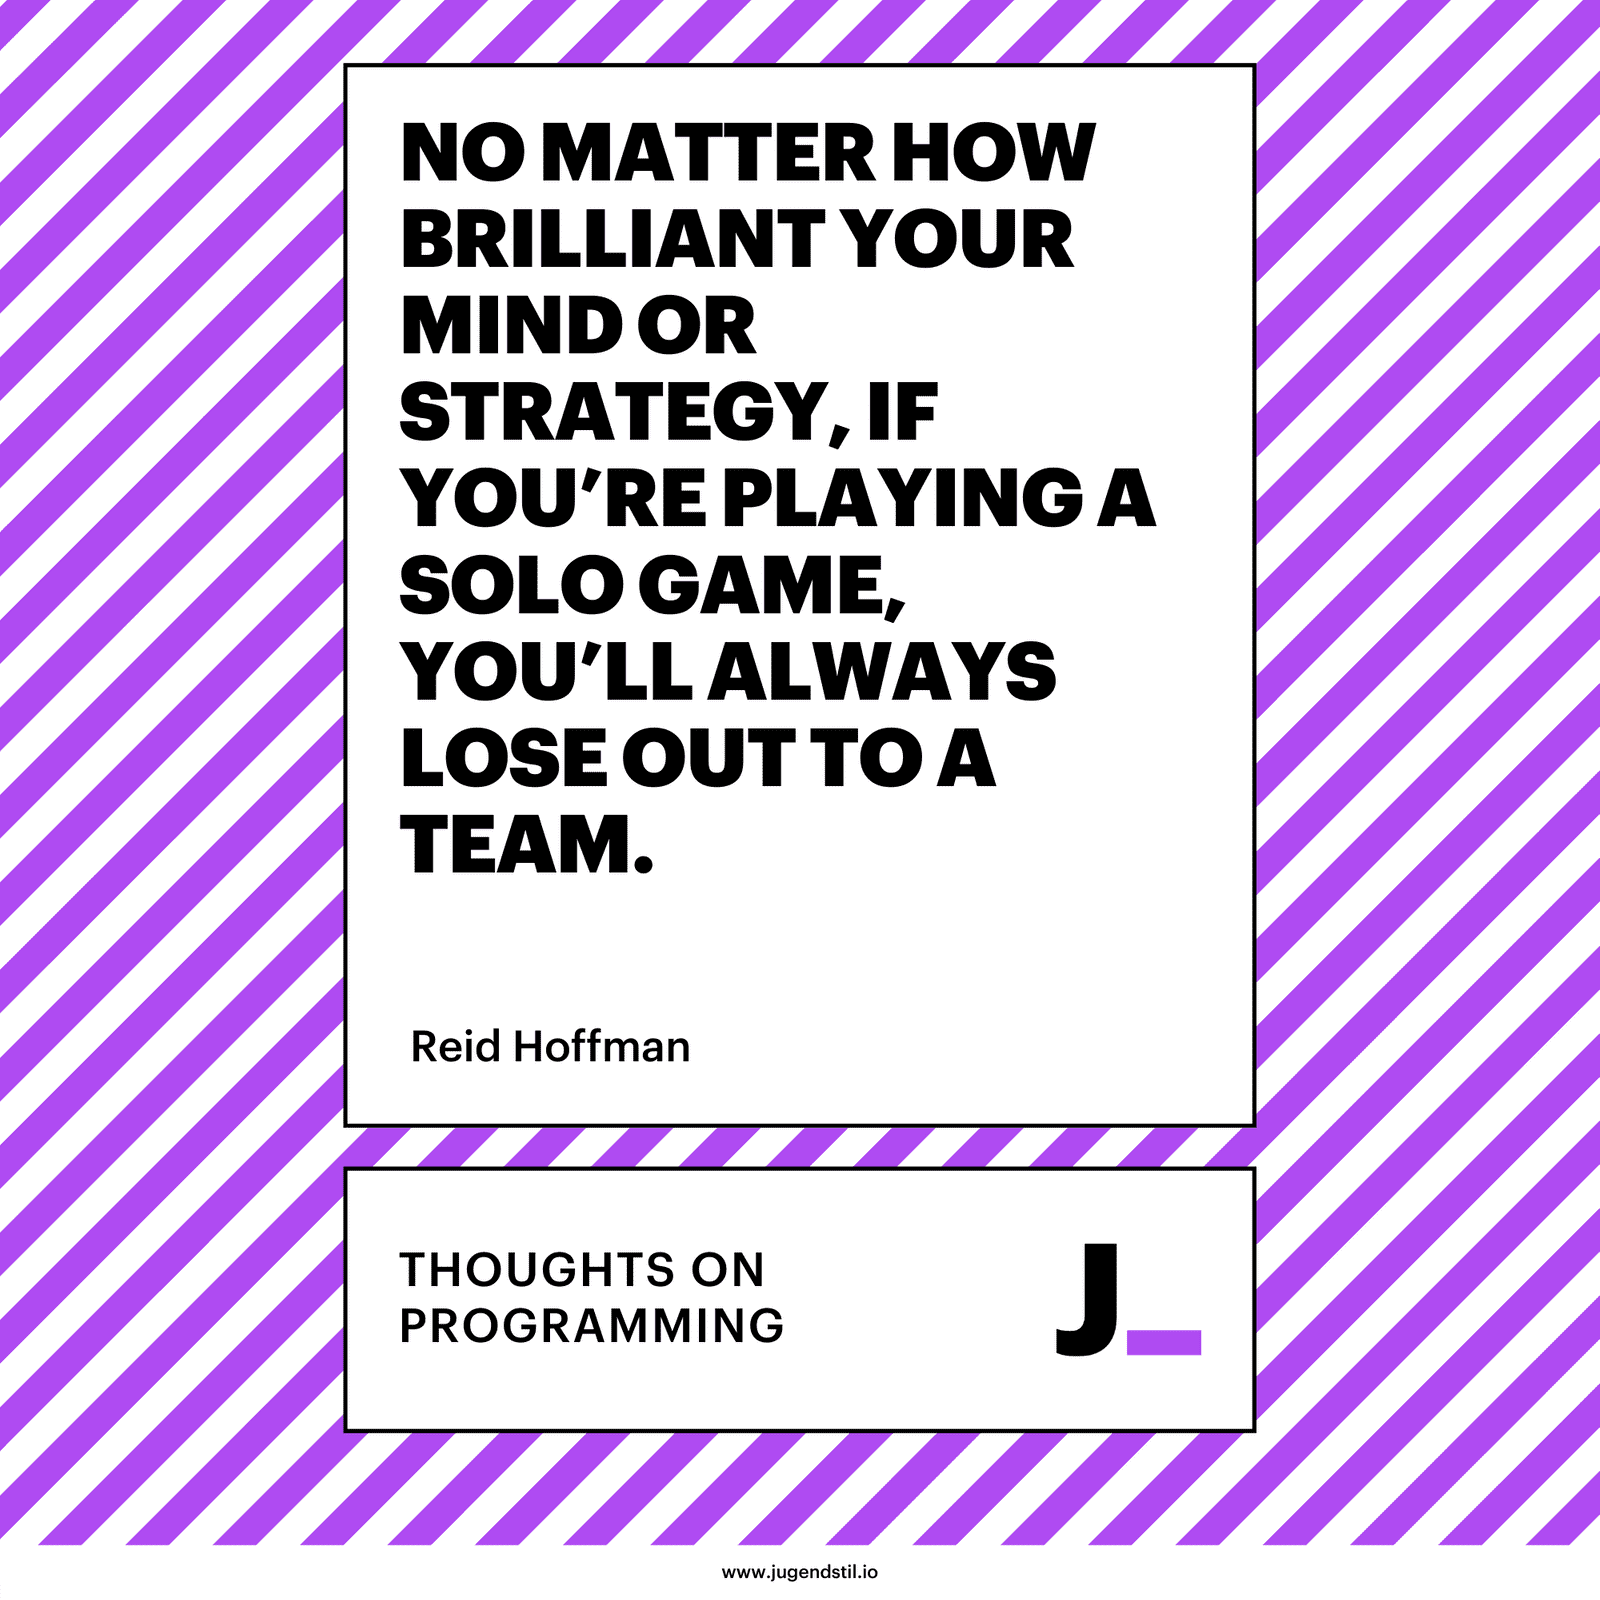 NO MATTER HOW
BRILLIANT YOUR
MIND OR
STRATEGY, IF
YOU’RE PLAYING A
SOLO GAME,
YOU’LL ALWAYS
LOSE OUT TO A
TEAM.
Reid Hoffman
THOUGHTS ON
PROGRAMMING
J_
www.jugendstil.io